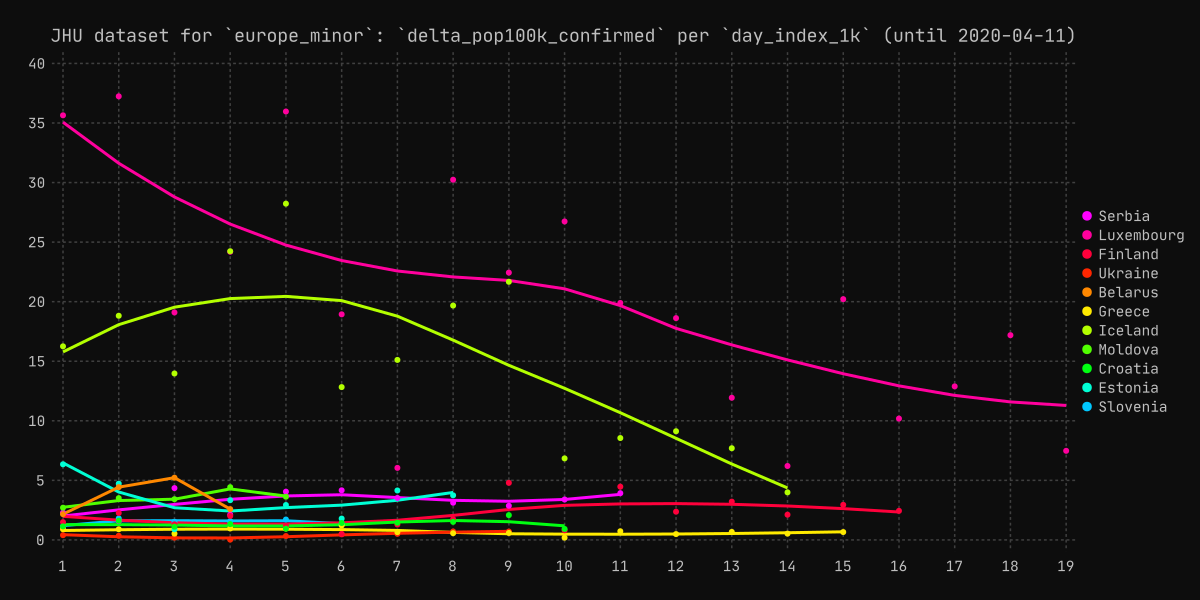 JHU dataset for `europe_minor`: `delta_pop100k_confirmed` per `day_index_1k` (until 2020-04-11)
40
35
30
25
20
15
10
5
0
1 2 3 4 5 6 7 8 9 10 11 12 13 14 15 16 17 18 19
Serbia
Luxembourg
Finland
Ukraine
Belarus
Greece
Iceland
Moldova
Croatia
Estonia
Slovenia